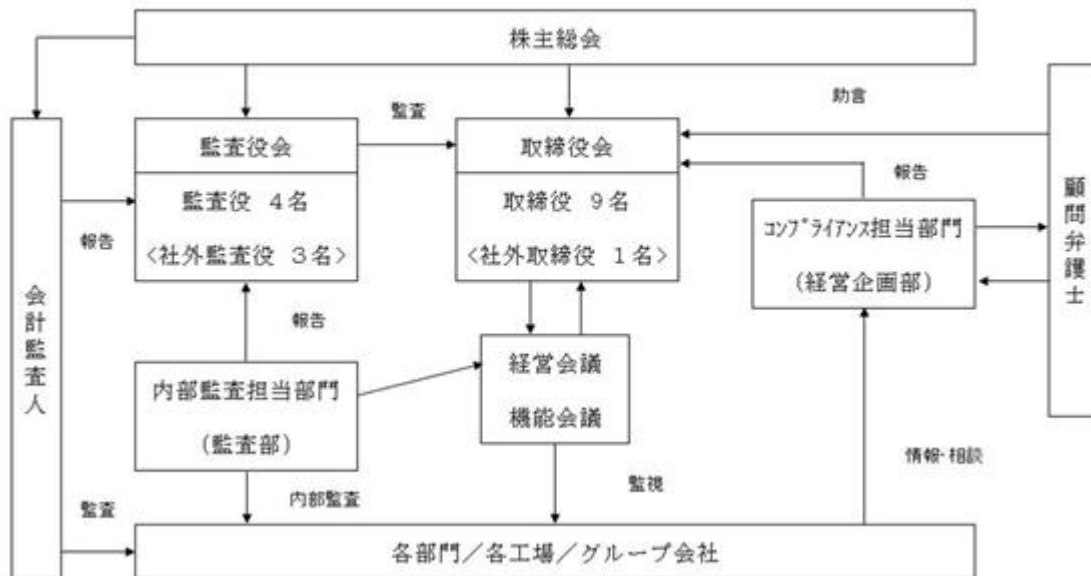 株主総会
助言
監査
監査役会
取締役会
報告
監査役 4名
<社外監査役 3名>
取締役 9名
<社外取締役 1名>
コンプライアンス担当部門
(経営企画部)
顧問弁護士
報告
会計監査人
報告
内部監査担当部門
(監査部)
経営会議
機能会議
情報・相談
監視
内部監査
監査
各部門/各工場/グループ会社